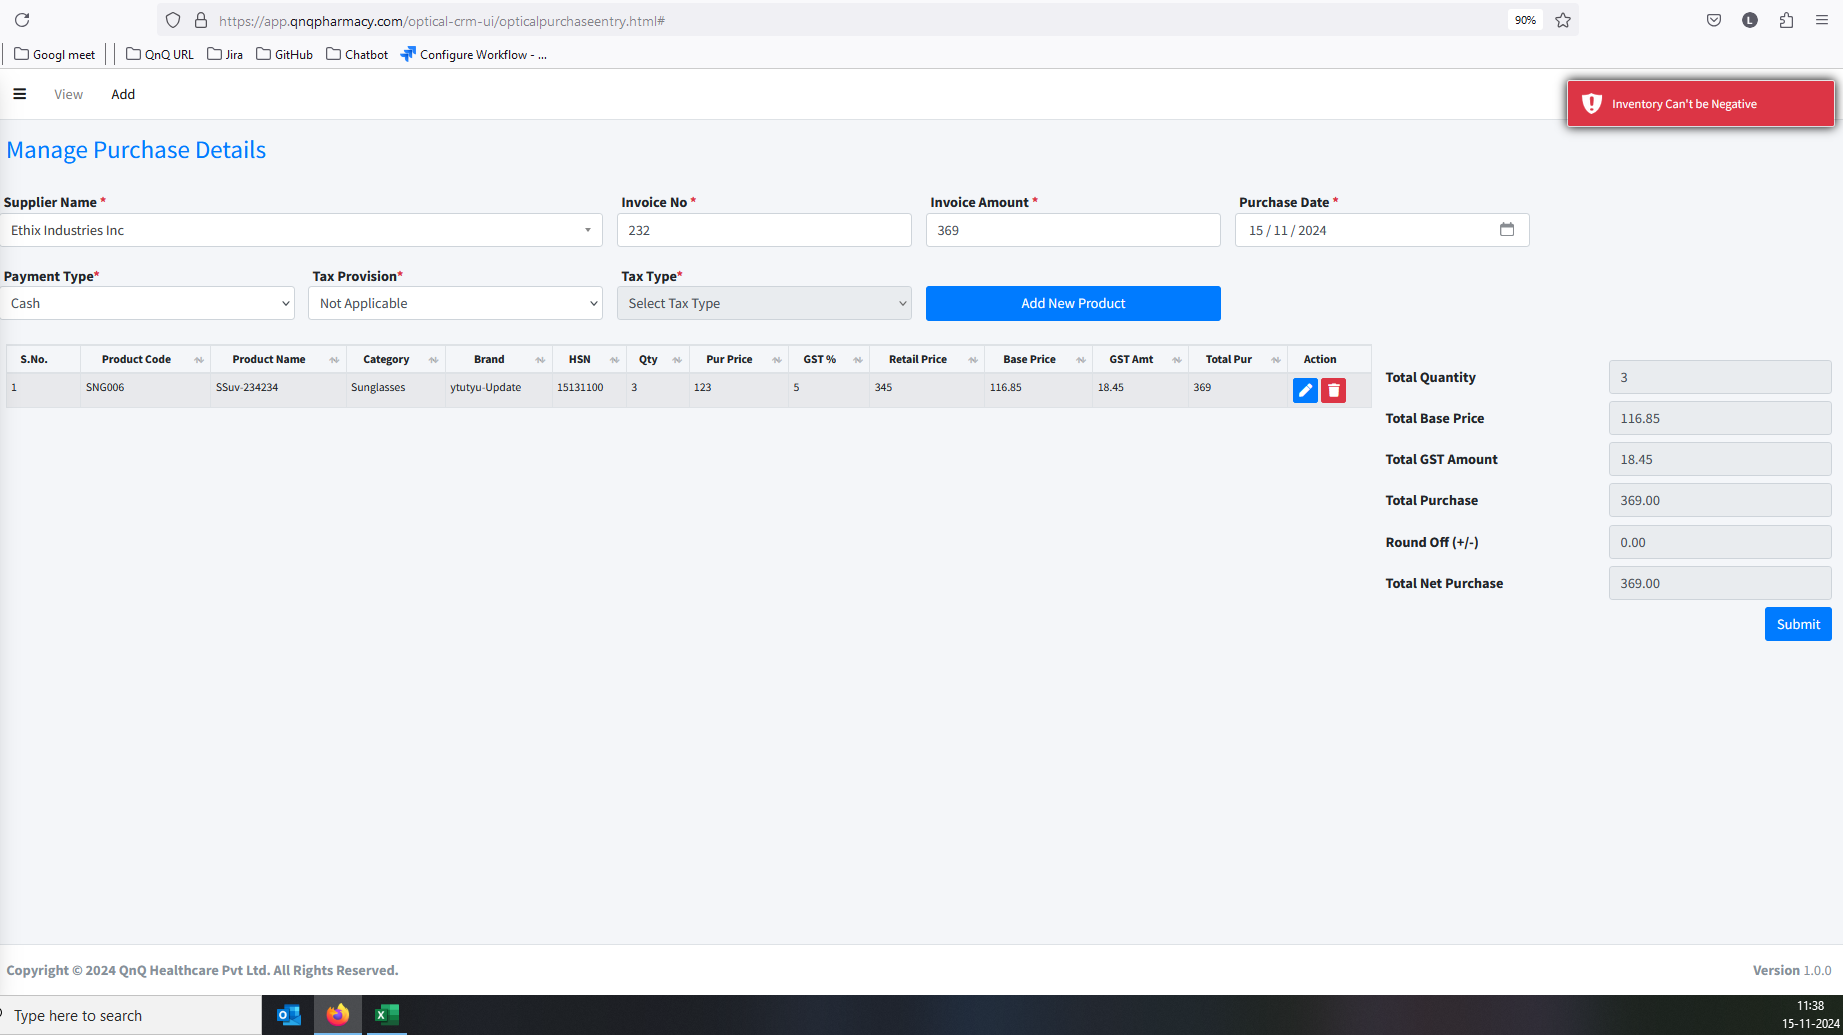 https://app.qnqpharmacy.com/optical-crm-ui/opticalpurchaseentry.html#
90%
L
Googl meet
QnQ URL
Jira
GitHub
Chatbot
Configure Workflow - ...
View
Add
Inventory Can't be Negative
Manage Purchase Details
Supplier Name *
Invoice No *
Invoice Amount *
Purchase Date *
Ethix Industries Inc
232
369
15 / 11 / 2024
Payment Type*
Tax Provision*
Tax Type*
Cash
Not Applicable
Select Tax Type
Add New Product
S.No. Product Code Product Name Category Brand HSN Qty Pur Price GST % Retail Price Base Price GST Amt Total Pur Action
1 SNG006 SSuv-234234 Sunglasses ytutyu-Update 15131100 3 123 5 345 116.85 18.45 369
Total Quantity 3
Total Base Price 116.85
Total GST Amount 18.45
Total Purchase 369.00
Round Off (+/-) 0.00
Total Net Purchase 369.00
Submit
Copyright © 2024 QnQ Healthcare Pvt Ltd. All Rights Reserved.
Version 1.0.0
Type here to search
11:38
15-11-2024